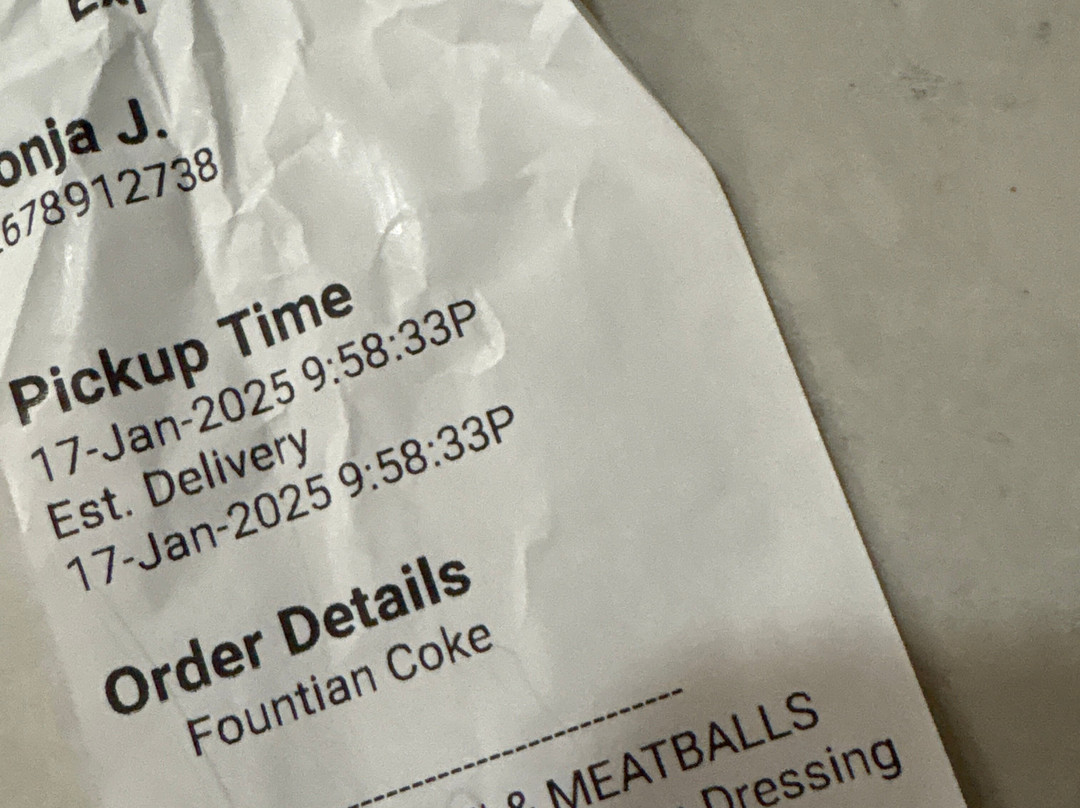 J.
678912738
Pickup Time
17-Jan-2025 9:58:33P
Est. Delivery
17-Jan-2025 9:58:33P
Order Details
Fountian Coke
--------------------------------
& MEATBALLS
Dressing